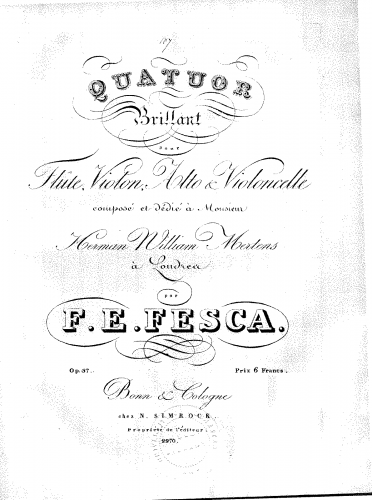 QUATUOR
Brillant
pour
Flûte, Violon, Alto & Violoncelle
composé et dédié à Monsieur
Herman William Mertens
à Londres
par
F. E. FESCA.
Op. 37. Prix 6 Francs.
Bonn & Cologne
chez N. SIMROCK.
Propriété de l'éditeur.
2970.